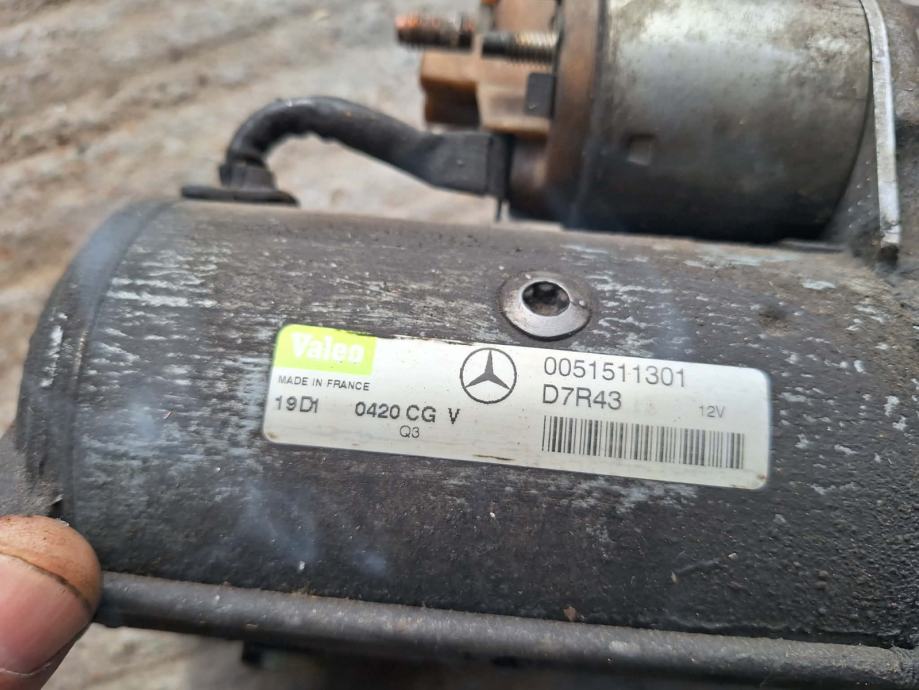 Valeo
MADE IN FRANCE
19D1 0420 CG V
Q3
0051511301
D7R43 12V